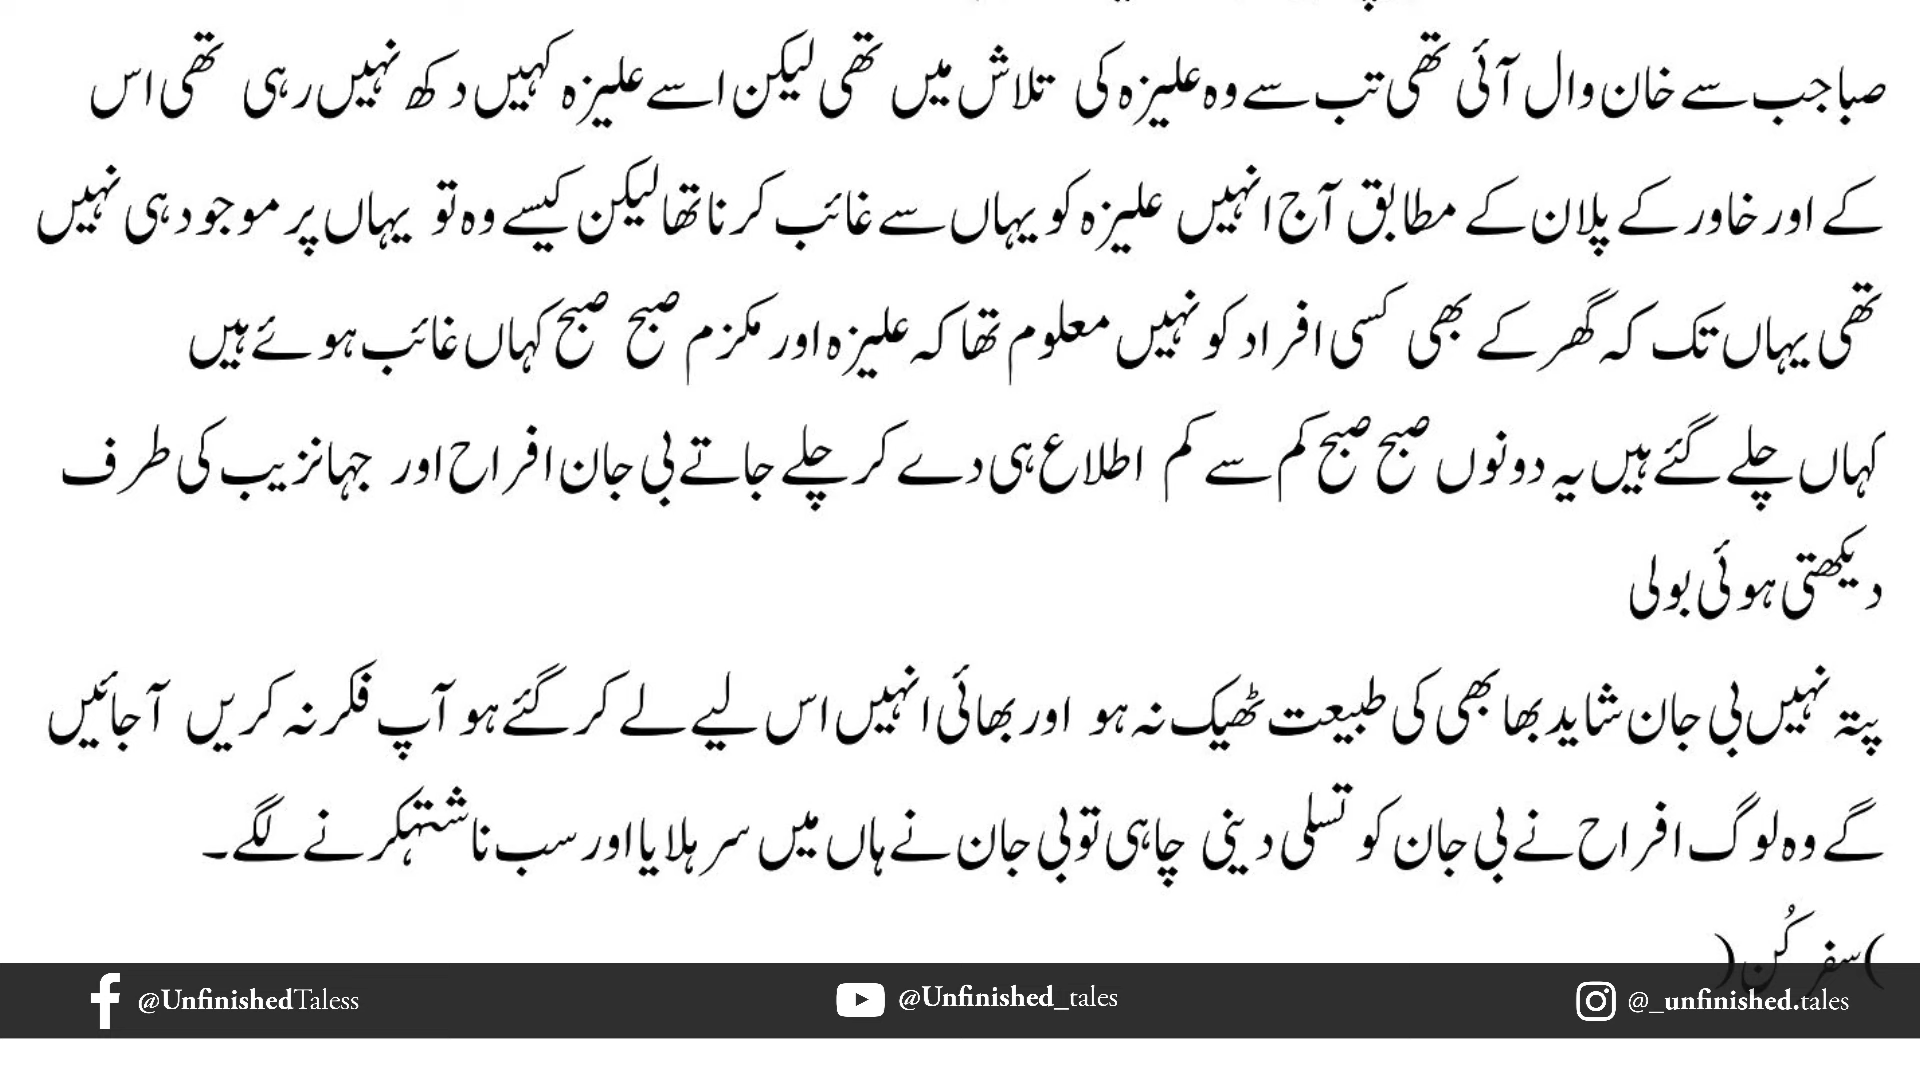 صبا جب سے خان وال آئی تھی تب سے وہ علیزہ کی تلاش میں تھی لیکن اسے علیزہ کہیں دکھ نہیں رہی تھی اس
کے اور خاور کے پلان کے مطابق آج انہیں علیزہ کو یہاں سے غائب کرنا تھا لیکن کیسے وہ تو یہاں پر موجود ہی نہیں
تھی یہاں تک کہ گھر کے بھی کسی افراد کو نہیں معلوم تھا کہ علیزہ اور مکزم صبح صبح کہاں غائب ہوئے ہیں
کہاں چلے گئے ہیں یہ دونوں صبح صبح کم سے کم اطلاع ہی دے کر چلے جاتے بی جان افراح اور جہانزیب کی طرف
دیکھتی ہوئی بولی
پتہ نہیں بی جان شاید بھابھی کی طبیعت ٹھیک نہ ہو اور بھائی انہیں اس لیے لے کر گئے ہو آپ فکر نہ کریں آجائیں
گے وہ لوگ افراح نے بی جان کو تسلی دینی چاہی تو بی جان نے ہاں میں سر ہلایا اور سب ناشتہکرنے لگے۔
)سفر کُن(
@UnfinishedTaless
@Unfinished_tales
@_unfinished.tales